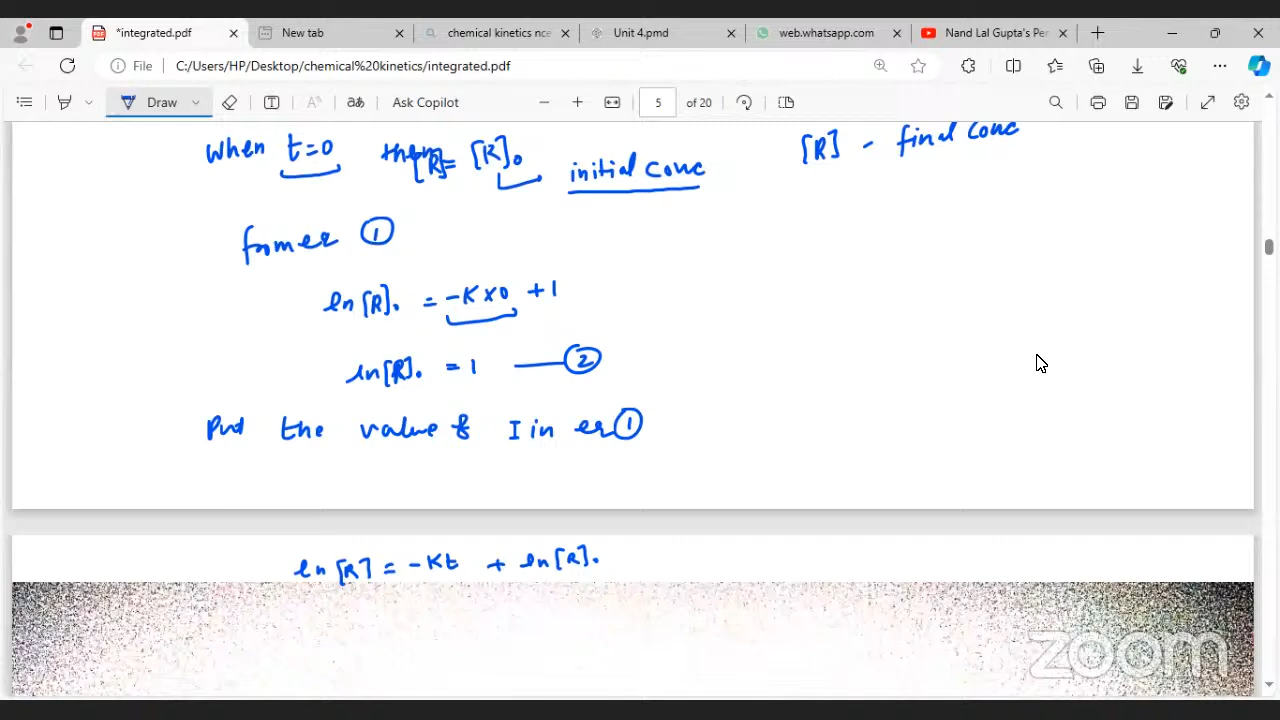 *integrated.pdf
New tab
chemical kinetics nce
Unit 4.pmd
web.whatsapp.com
Nand Lal Gupta's Per
File C:/Users/HP/Desktop/chemical%20kinetics/integrated.pdf
Draw
Ask Copilot
5 of 20
When t=0 then [R]= [R]₀ initial conc
[R] - final conc
from er ①
ln[R]₀ = -K×0 + I
ln[R]₀ = I — ②
Put the value of I in er ①
ln[R] = -Kt + ln[R]₀
zoom